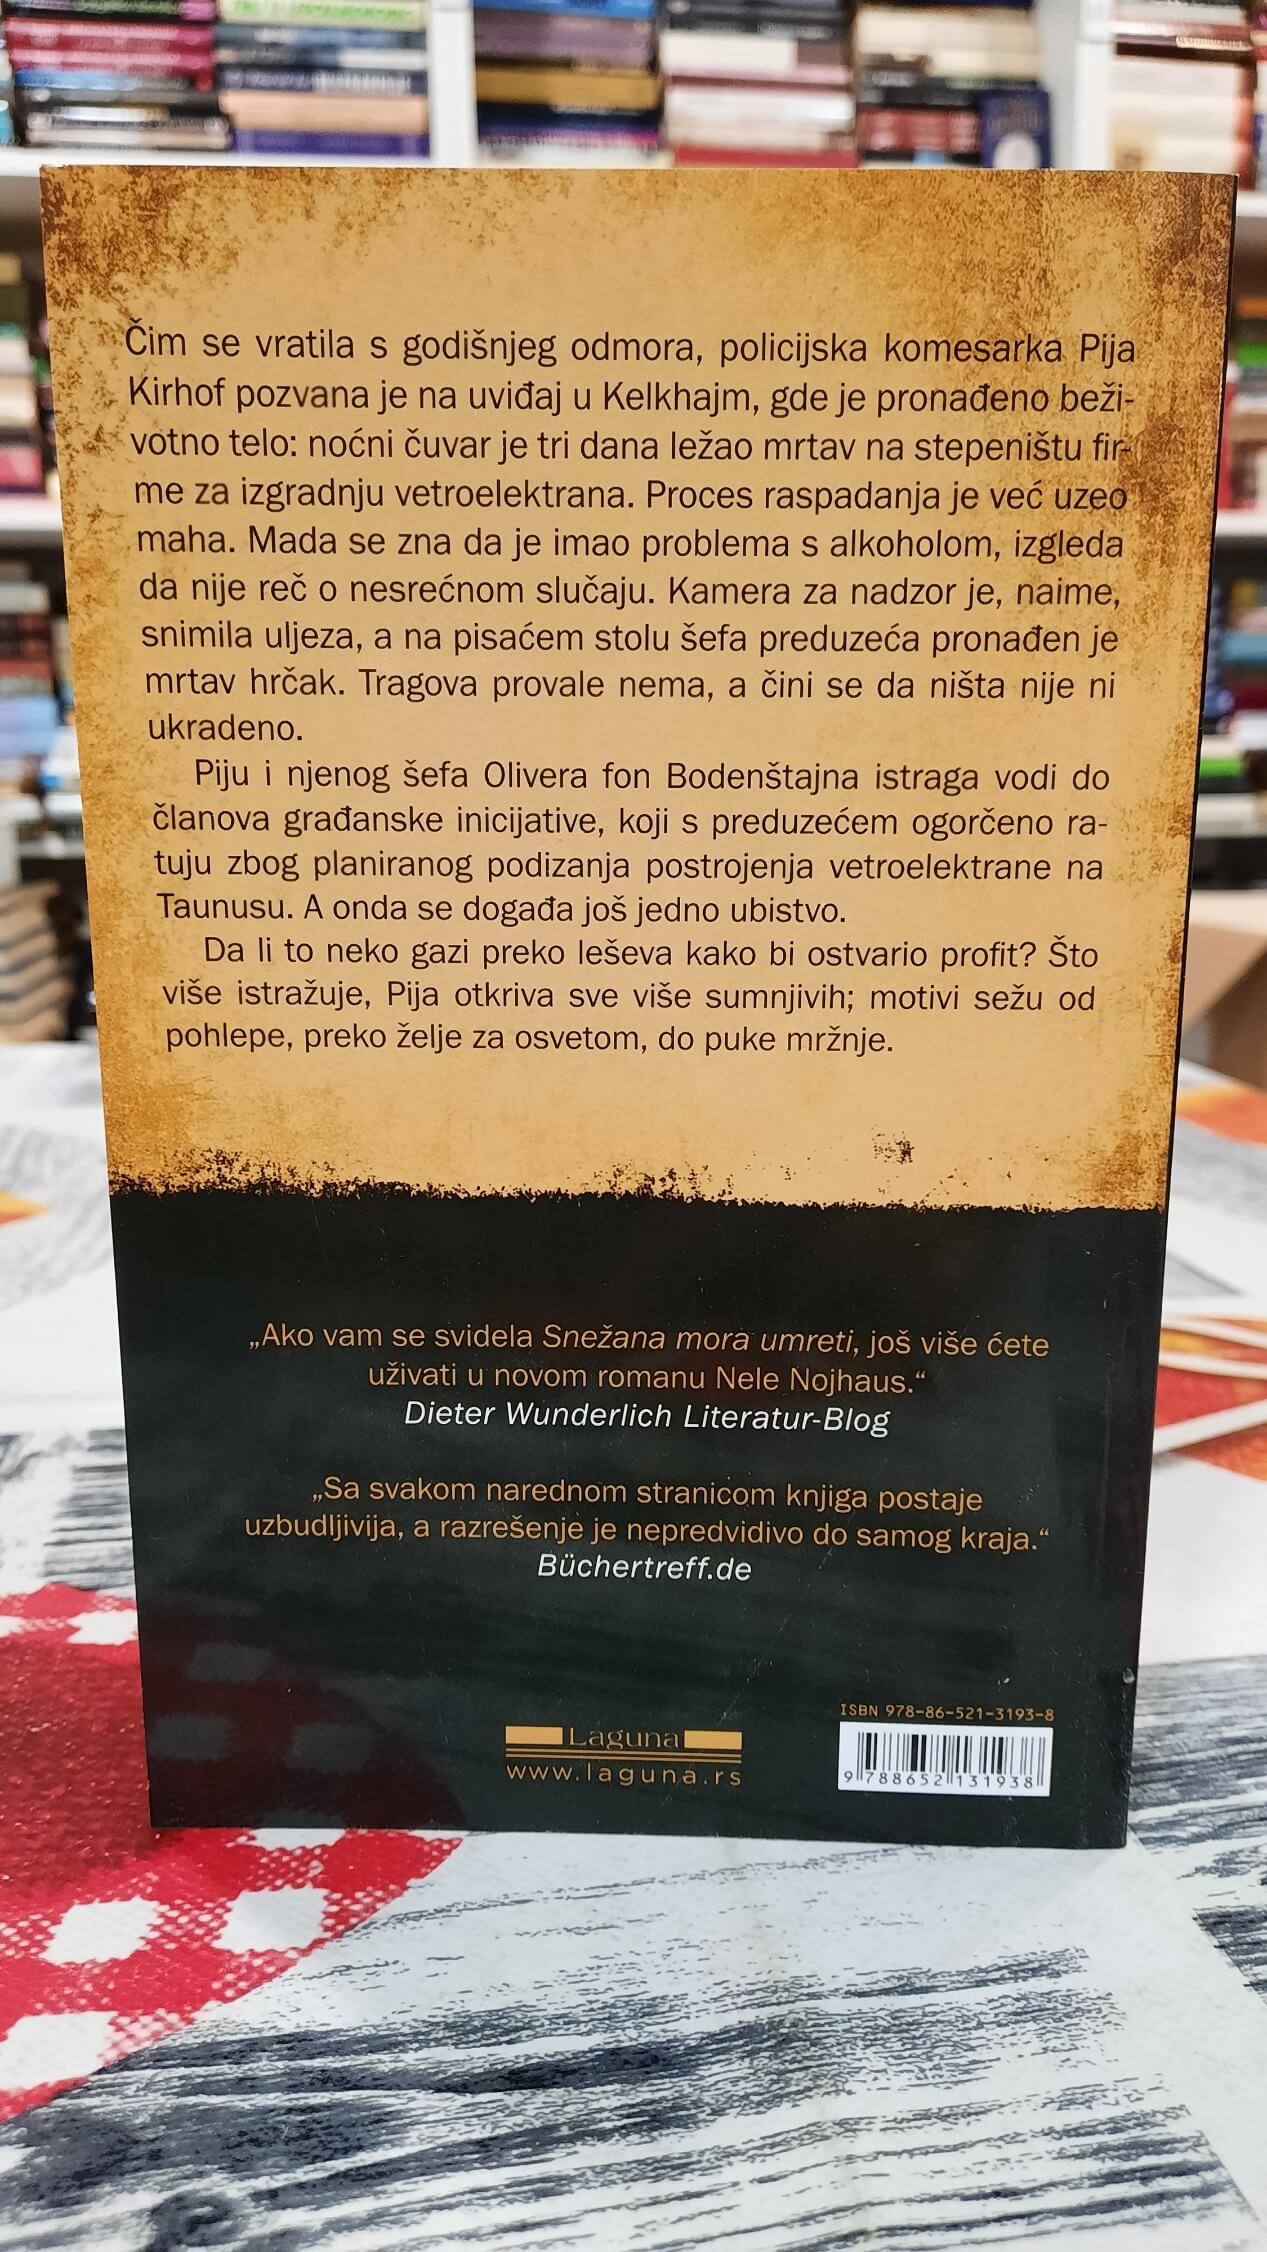 Čim se vratila s godišnjeg odmora, policijska komesarka Pija
Kirhof pozvana je na uviđaj u Kelkhajm, gde je pronađeno beži-
votno telo: noćni čuvar je tri dana ležao mrtav na stepeništu fir-
me za izgradnju vetroelektrana. Proces raspadanja je već uzeo
maha. Mada se zna da je imao problema s alkoholom, izgleda
da nije reč o nesrećnom slučaju. Kamera za nadzor je, naime,
snimila uljeza, a na pisaćem stolu šefa preduzeća pronađen je
mrtav hrčak. Tragova provale nema, a čini se da ništa nije ni
ukradeno.
Piju i njenog šefa Olivera fon Bodenštajna istraga vodi do
članova građanske inicijative, koji s preduzećem ogorčeno ra-
tuju zbog planiranog podizanja postrojenja vetroelektrane na
Taunusu. A onda se događa još jedno ubistvo.
Da li to neko gazi preko leševa kako bi ostvario profit? Što
više istražuje, Pija otkriva sve više sumnjivih; motivi sežu od
pohlepe, preko želje za osvetom, do puke mržnje.
„Ako vam se svidela Snežana mora umreti, još više ćete
uživati u novom romanu Nele Nojhaus.“
Dieter Wunderlich Literatur-Blog
„Sa svakom narednom stranicom knjiga postaje
uzbudljivija, a razrešenje je nepredvidivo do samog kraja.“
Büchertreff.de
Laguna
www.laguna.rs
ISBN 978-86-521-3193-8
9 788652 131938